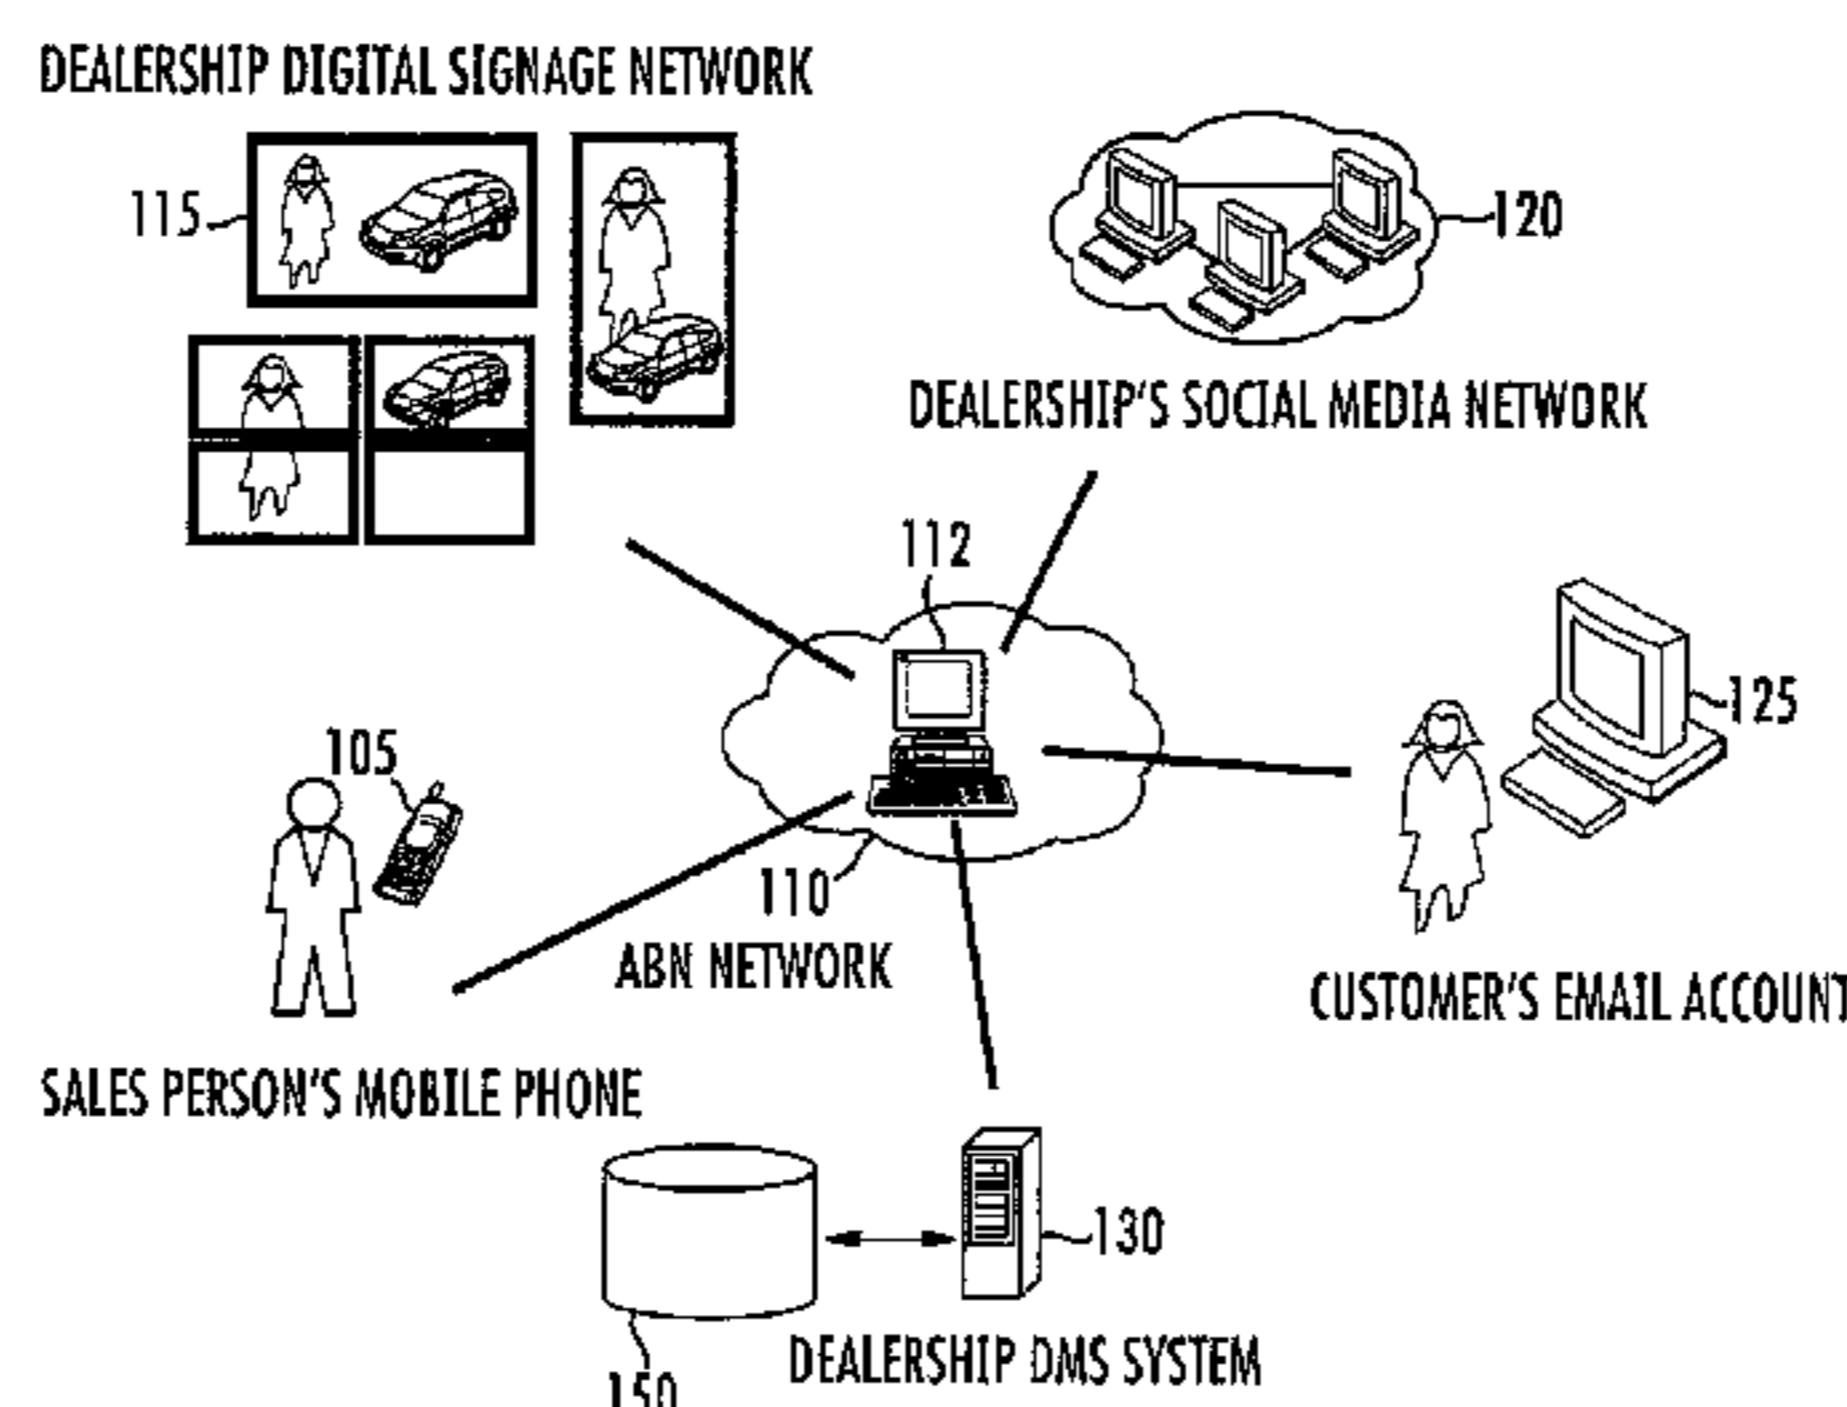 DEALERSHIP DIGITAL SIGNAGE NETWORK
115
120
DEALERSHIP'S SOCIAL MEDIA NETWORK
112
125
105
110
ABN NETWORK
CUSTOMER'S EMAIL ACCOUNT
SALES PERSON'S MOBILE PHONE
130
DEALERSHIP DMS SYSTEM
150